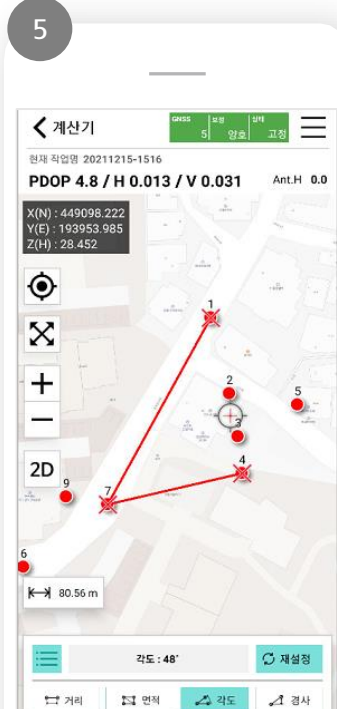 5
계산기
GNSS 보정 상태
5 양호 고정
현재 작업명 20211215-1516
PDOP 4.8 / H 0.013 / V 0.031 Ant.H 0.0
X(N) : 449098.222
Y(E) : 193953.985
Z(H) : 28.452
1
2
5
3
4
2D
9
7
6
80.56 m
각도 : 48°
재설정
거리 면적 각도 경사